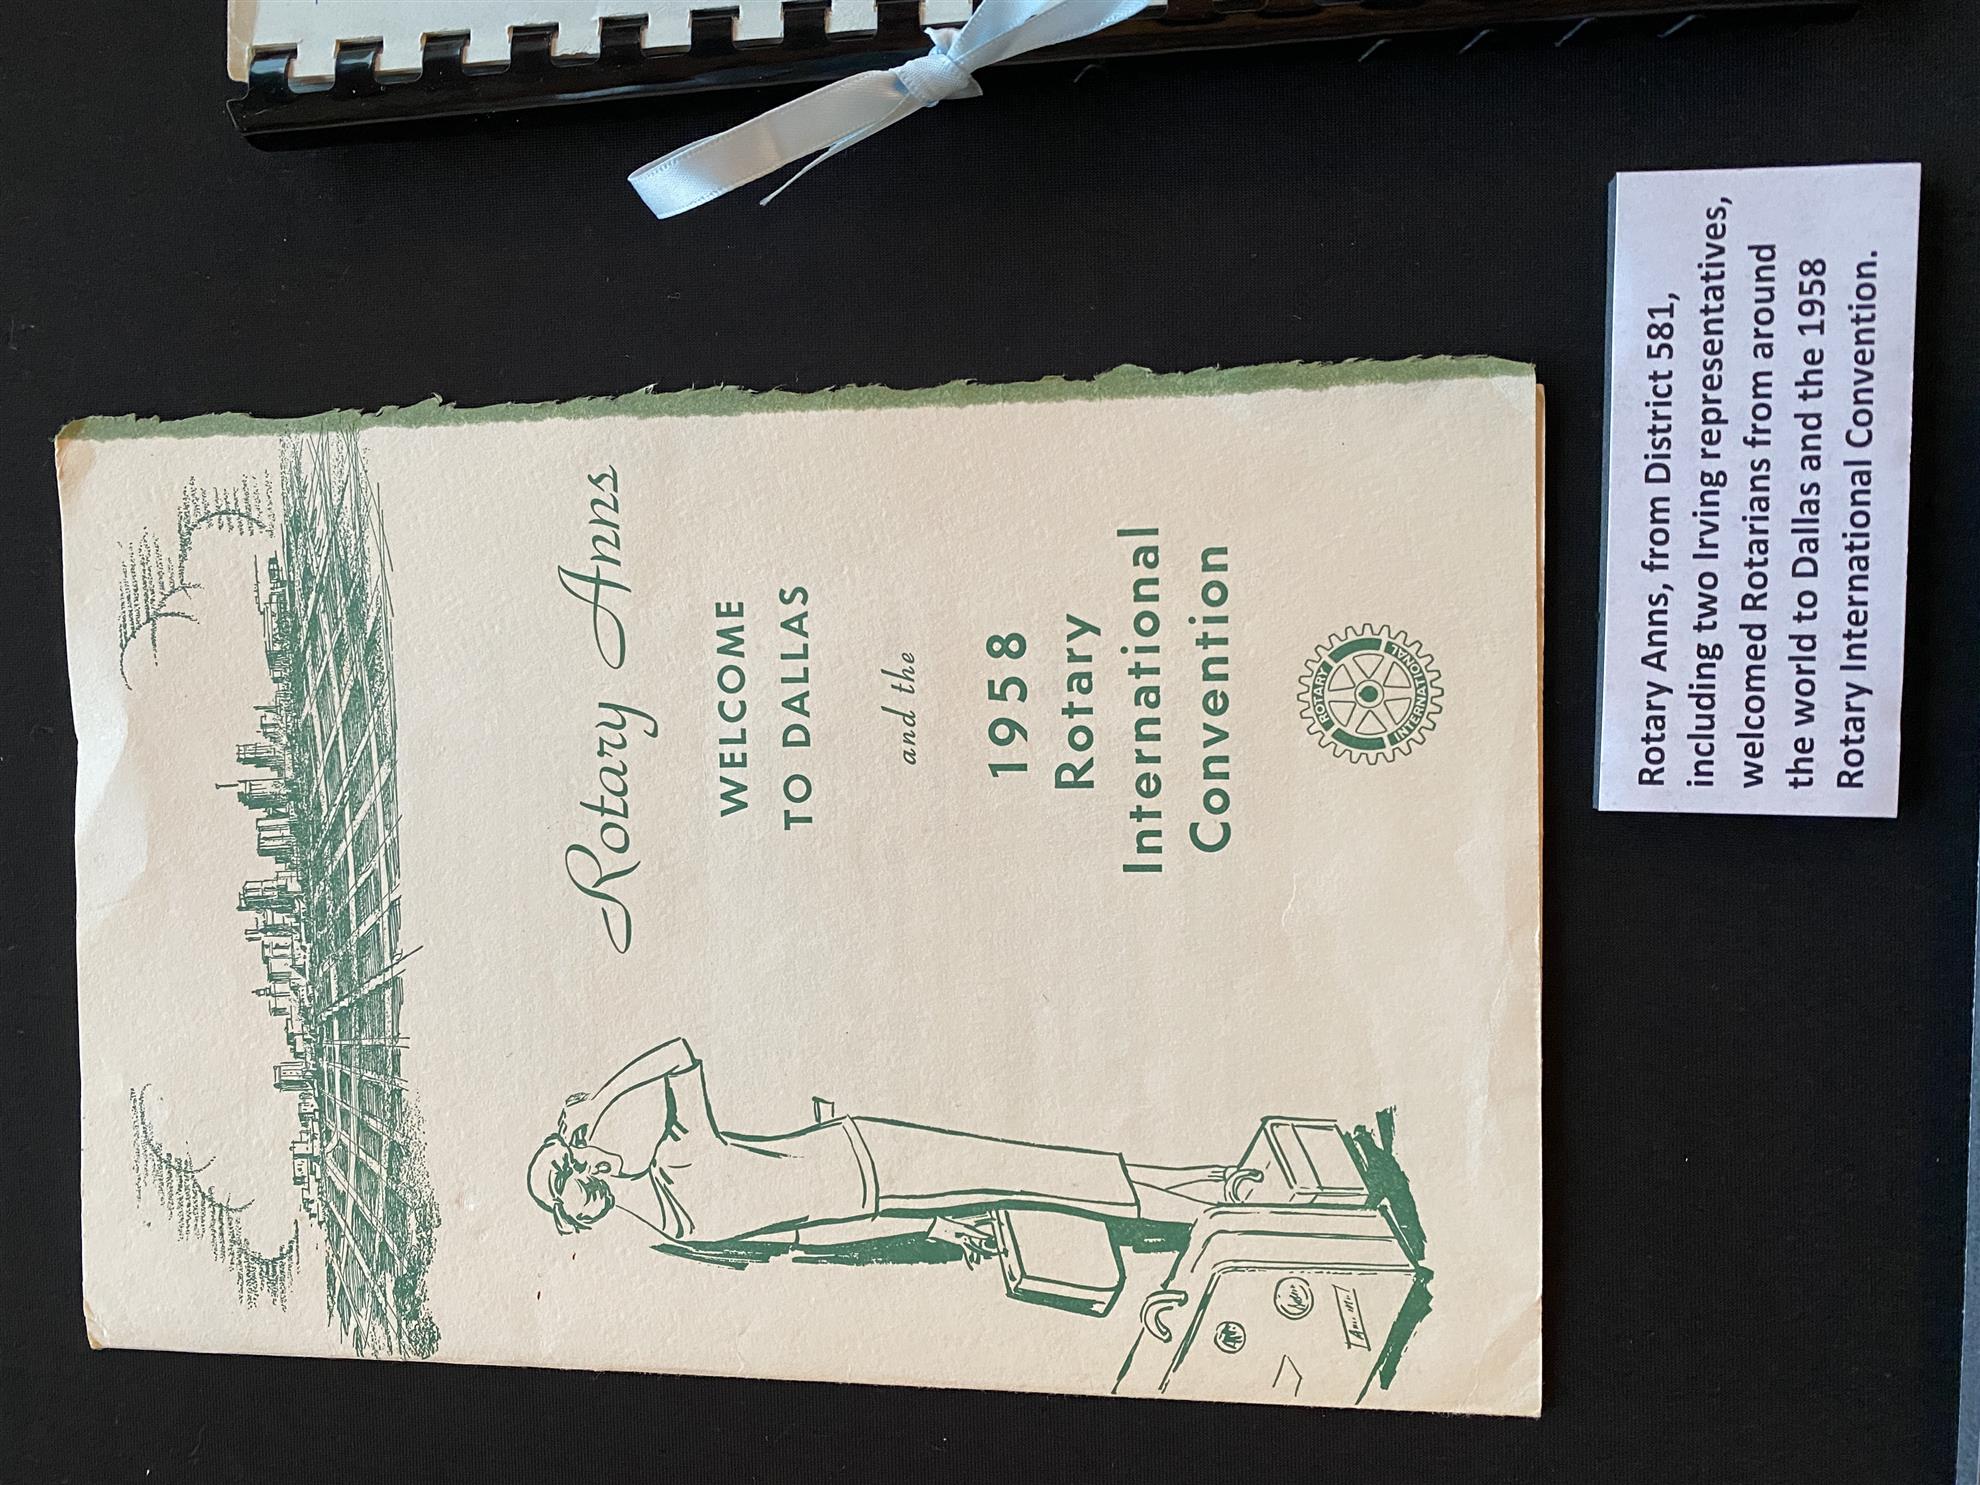 Rotary Anns
WELCOME
TO DALLAS
and the
1958
Rotary
International
Convention
ROTARY
INTERNATIONAL
Rotary Anns, from District 581,
including two Irving representatives,
welcomed Rotarians from around
the world to Dallas and the 1958
Rotary International Convention.